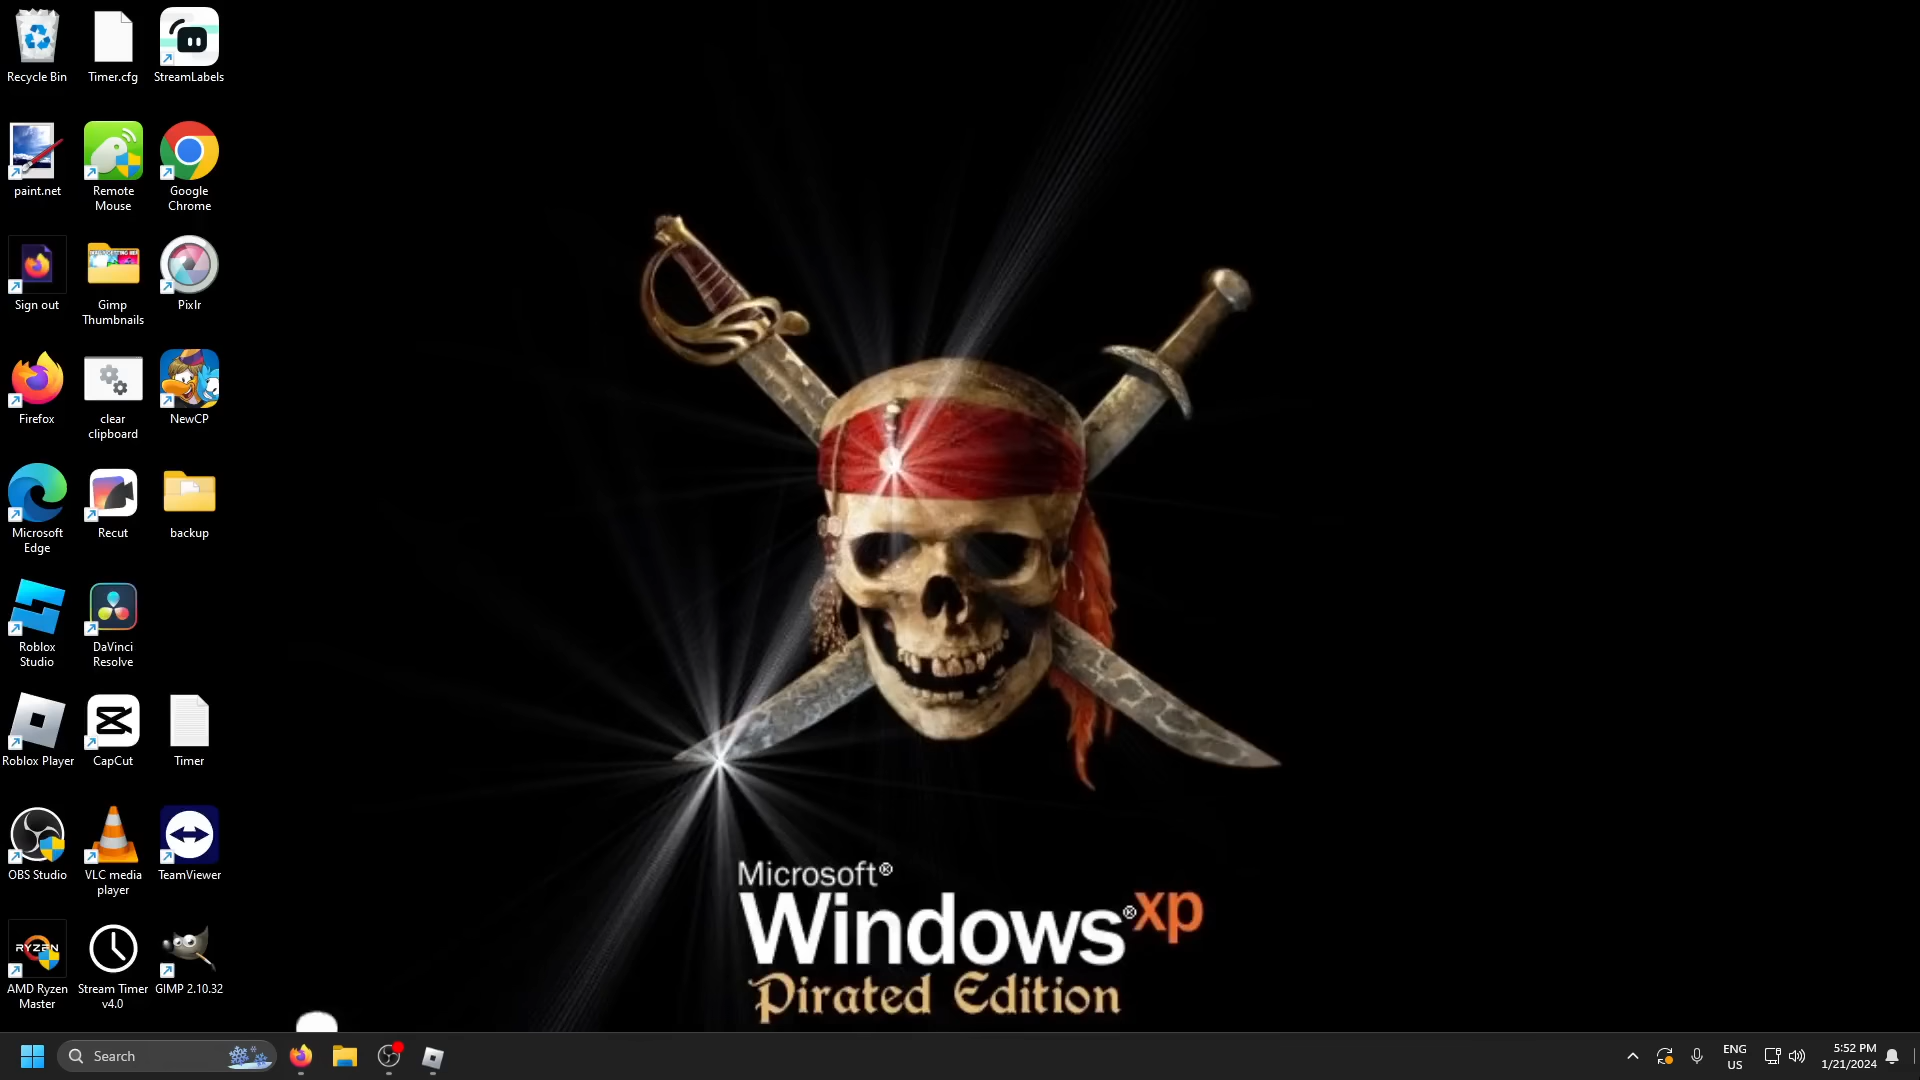 Recycle Bin
Timer.cfg
StreamLabels
paint.net
Remote
Mouse
Google
Chrome
Sign out
Gimp
Thumbnails
Pixlr
Firefox
clear
clipboard
NewCP
Microsoft
Edge
Recut
backup
Roblox
Studio
DaVinci
Resolve
Roblox Player
CapCut
Timer
OBS Studio
VLC media
player
TeamViewer
RYZEN
AMD Ryzen
Master
Stream Timer
v4.0
GIMP 2.10.32
Microsoft®
Windows® xp
Pirated Edition
Search
ENG
US
5:52 PM
1/21/2024